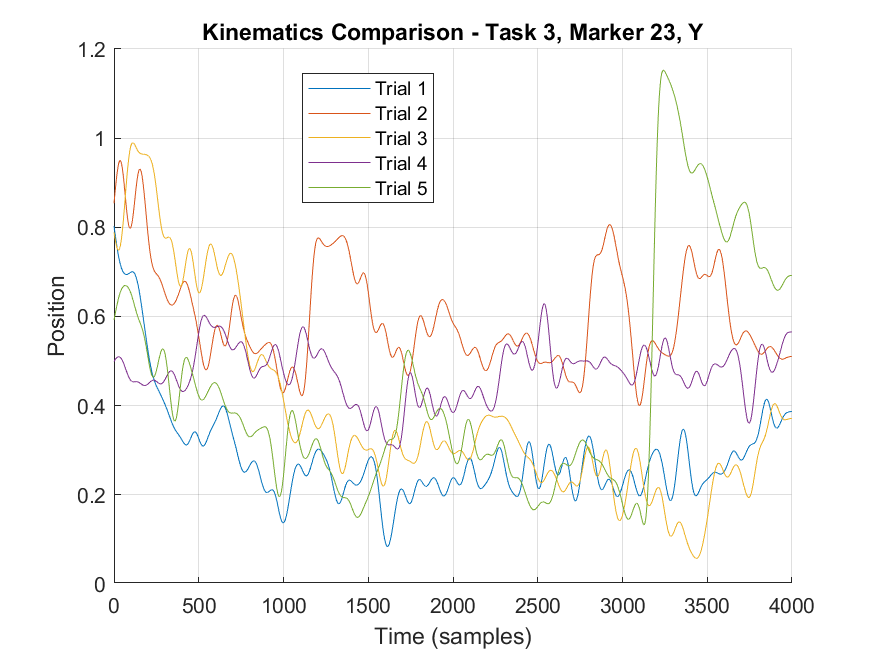 Kinematics Comparison - Task 3, Marker 23, Y
1.2
1
0.8
0.6
0.4
0.2
0
Position
Trial 1
Trial 2
Trial 3
Trial 4
Trial 5
0 500 1000 1500 2000 2500 3000 3500 4000
Time (samples)